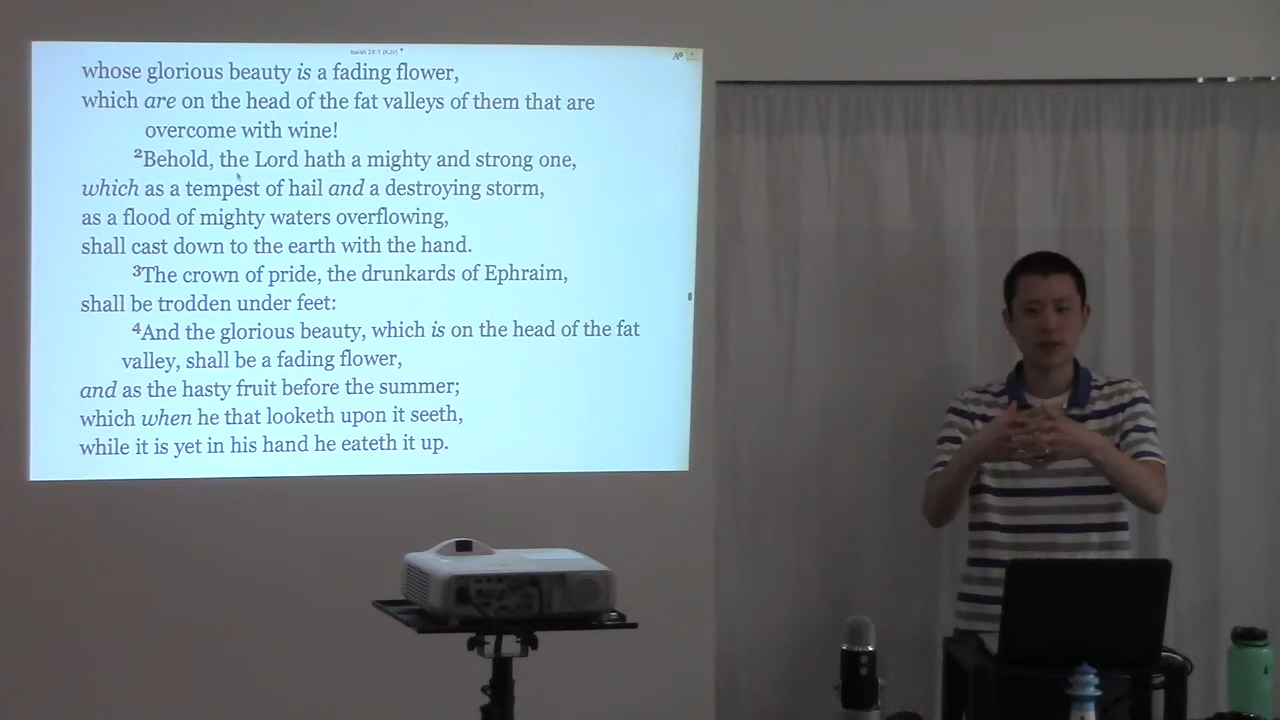 Isaiah 28:1 (KJV)
whose glorious beauty is a fading flower,
which are on the head of the fat valleys of them that are
overcome with wine!
2Behold, the Lord hath a mighty and strong one,
which as a tempest of hail and a destroying storm,
as a flood of mighty waters overflowing,
shall cast down to the earth with the hand.
3The crown of pride, the drunkards of Ephraim,
shall be trodden under feet:
4And the glorious beauty, which is on the head of the fat
valley, shall be a fading flower,
and as the hasty fruit before the summer;
which when he that looketh upon it seeth,
while it is yet in his hand he eateth it up.